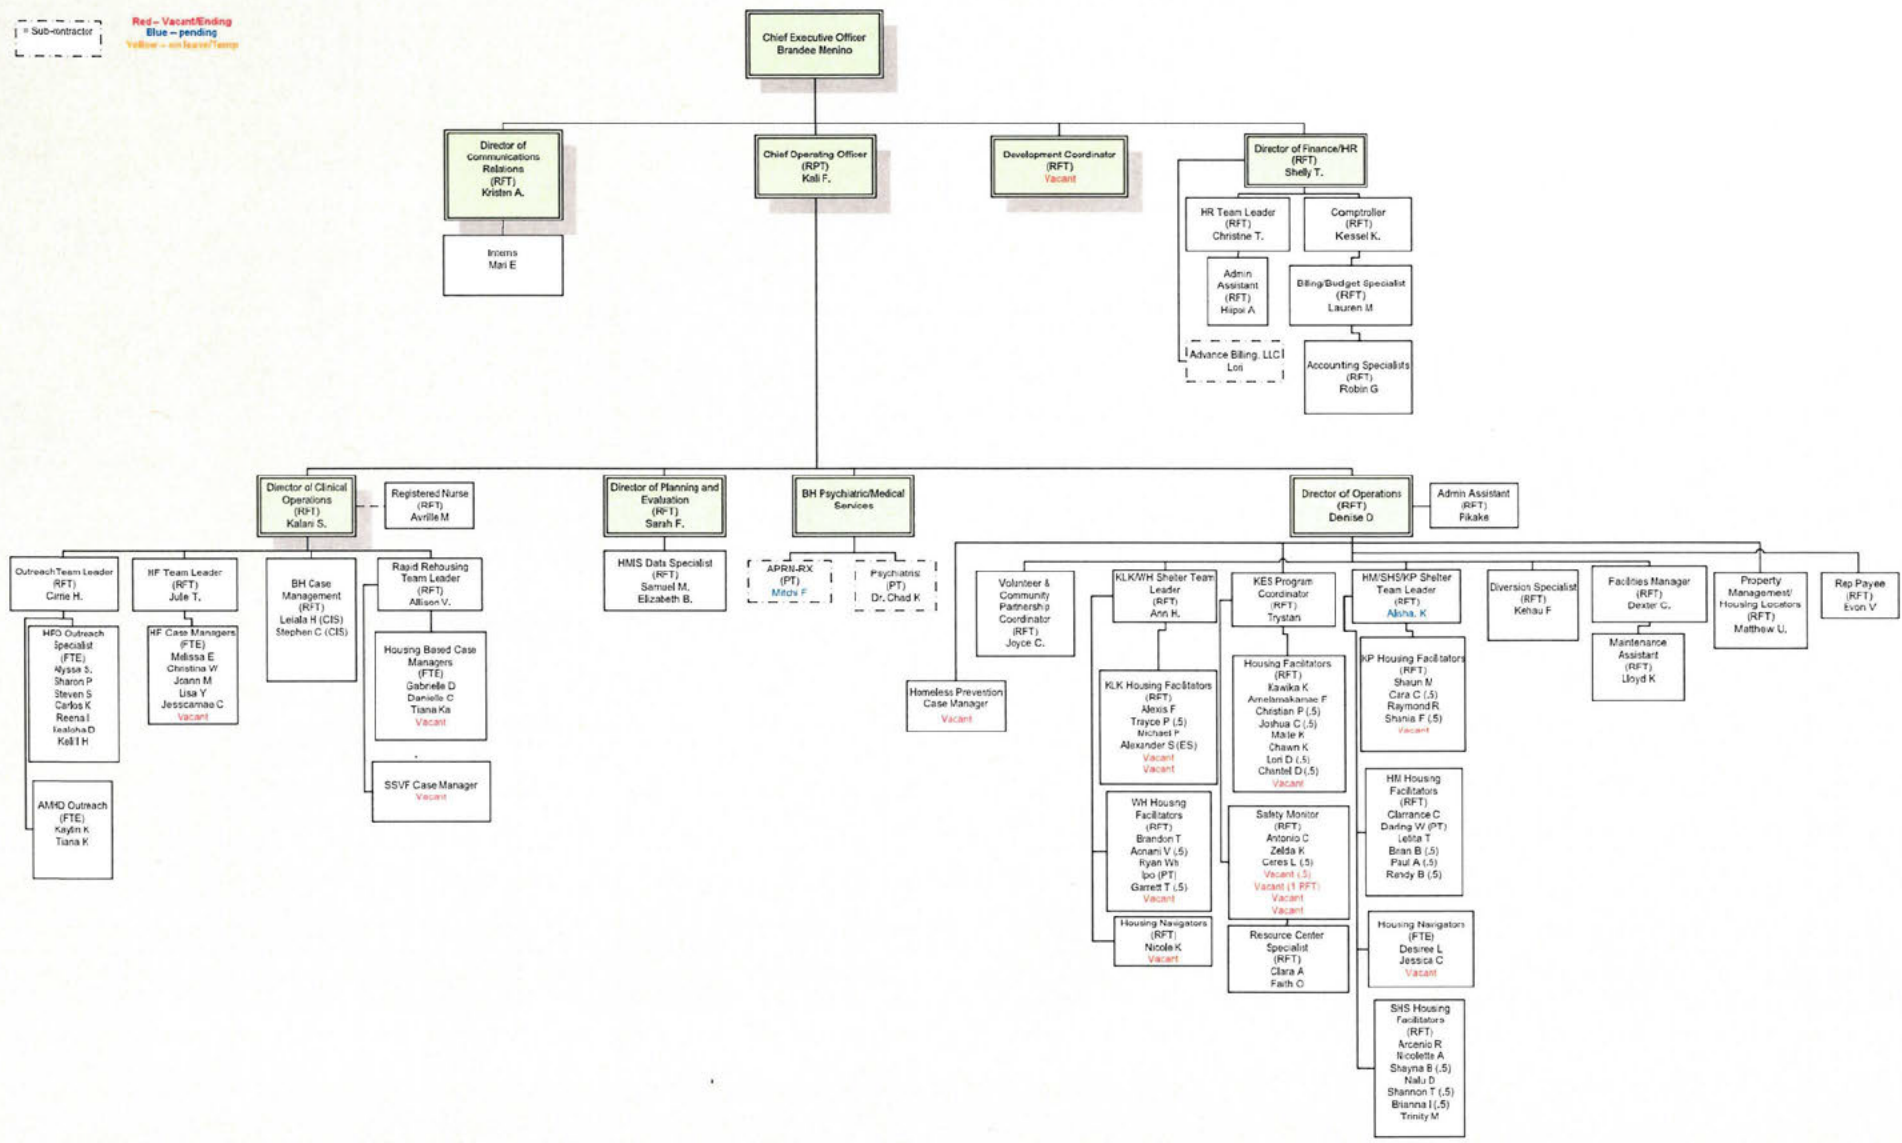 = Sub-contractor
Red – Vacant/Ending
Blue – pending
Yellow – on leave/Temp
Chief Executive Officer
Brandee Menino
Director of
Communications
Relations
(RFT)
Kristen A.
Interns
Mari E
Chief Operating Officer
(RPT)
Kali F.
Development Coordinator
(RFT)
Vacant
Director of Finance/HR
(RFT)
Shelly T.
HR Team Leader
(RFT)
Christine T.
Comptroller
(RFT)
Kessel K.
Admin
Assistant
(RFT)
Hiipoi A
Billing/Budget Specialist
(RFT)
Lauren M
Advance Billing, LLC
Lori
Accounting Specialists
(RFT)
Robin G
Director of Clinical
Operations
(RFT)
Kalani S.
Registered Nurse
(RFT)
Avrille M
Director of Planning and
Evaluation
(RFT)
Sarah F.
BH Psychiatric/Medical
Services
Director of Operations
(RFT)
Denise O
Admin Assistant
(RFT)
Pikake
Outreach Team Leader
(RFT)
Carrie H.
HF Team Leader
(RFT)
Julie T.
BH Case
Management
(RFT)
Leiala H (CIS)
Stephen C (CIS)
Rapid Rehousing
Team Leader
(RFT)
Allison V.
HMIS Data Specialist
(RFT)
Samuel M.
Elizabeth B.
APRN-RX
(PT)
Mitchi F
Psychiatrist
(PT)
Dr. Chad K
HPO Outreach
Specialist
(FTE)
Alyssa S.
Sharon P
Steven S
Carlos K
Reena I
Kealoha D
Kelii H
AMHD Outreach
(FTE)
Kaylin K
Tiana K
HF Case Managers
(FTE)
Melissa E
Christina W
Joann M
Lisa Y
Jesscamae C
Vacant
Housing Based Case
Managers
(FTE)
Gabrielle D
Danielle C
Tiana Ka
Vacant
SSVF Case Manager
Vacant
Homeless Prevention
Case Manager
Vacant
Volunteer &
Community
Partnership
Coordinator
(RFT)
Joyce C.
KLK/WH Shelter Team
Leader
(RFT)
Ann H.
KES Program
Coordinator
(RFT)
Trystan
HM/SHS/KP Shelter
Team Leader
(RFT)
Alisha. K
Diversion Specialist
(RFT)
Kehau F
Facilities Manager
(RFT)
Dexter C.
Property
Management/
Housing Locators
(RFT)
Matthew U.
Rep Payee
(RFT)
Evon V
Maintenance
Assistant
(RFT)
Lloyd K
KLK Housing Facilitators
(RFT)
Alexis F
Trayce P (.5)
Michael P
Alexander S (ES)
Vacant
Vacant
WH Housing
Facilitators
(RFT)
Brandon T
Aonani V (.5)
Ryan Wh
Ipo (PT)
Garrett T (.5)
Vacant
Housing Navigators
(RFT)
Nicole K
Vacant
Housing Facilitators
(RFT)
Kawika K
Amelamakanae F
Christian P (.5)
Joshua C (.5)
Maile K
Chawn K
Lori D (.5)
Chantel D (.5)
Vacant
Safety Monitor
(RFT)
Antonio C
Zelda K
Ceres L (.5)
Vacant (.5)
Vacant (1 RFT)
Vacant
Vacant
Resource Center
Specialist
(RFT)
Clara A
Faith O
KP Housing Facilitators
(RFT)
Shaun M
Cara C (.5)
Raymond R
Shania F (.5)
Vacant
HM Housing
Facilitators
(RFT)
Clarrance C
Darling W (PT)
Letita T
Brian B (.5)
Paul A (.5)
Randy B (.5)
Housing Navigators
(FTE)
Desiree L
Jessica C
Vacant
SHS Housing
Facilitators
(RFT)
Arcenio R
Nicolette A
Shayna B (.5)
Nalu D
Shannon T (.5)
Brianna I (.5)
Trinity M